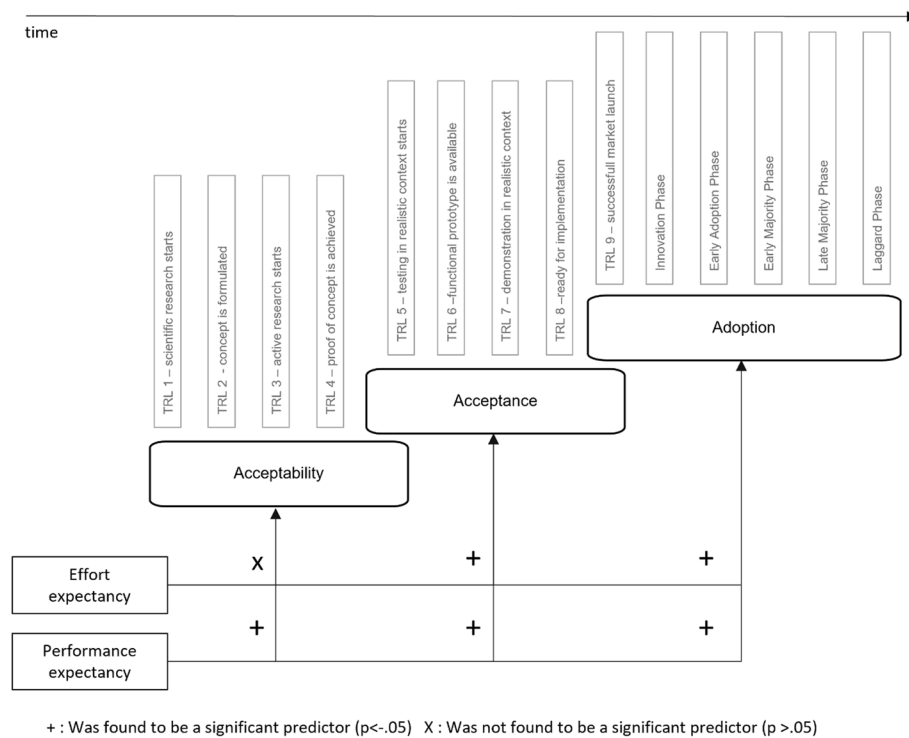 time
TRL 1 – scientific research starts
TRL 2 - concept is formulated
TRL 3 – active research starts
TRL 4 – proof of concept is achieved
TRL 5 – testing in realistic context starts
TRL 6 –functional prototype is available
TRL 7 – demonstration in realistic context
TRL 8 –ready for implementation
TRL 9 – successfull market launch
Innovation Phase
Early Adoption Phase
Early Majority Phase
Late Majority Phase
Laggard Phase
Adoption
Acceptance
Acceptability
Effort
expectancy
x + +
Performance
expectancy
+ + +
+ : Was found to be a significant predictor (p<-.05) X : Was not found to be a significant predictor (p >.05)